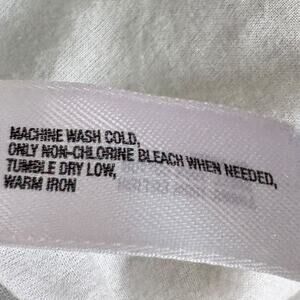 MACHINE WASH COLD,
ONLY NON-CHLORINE BLEACH WHEN NEEDED,
TUMBLE DRY LOW,
WARM IRON